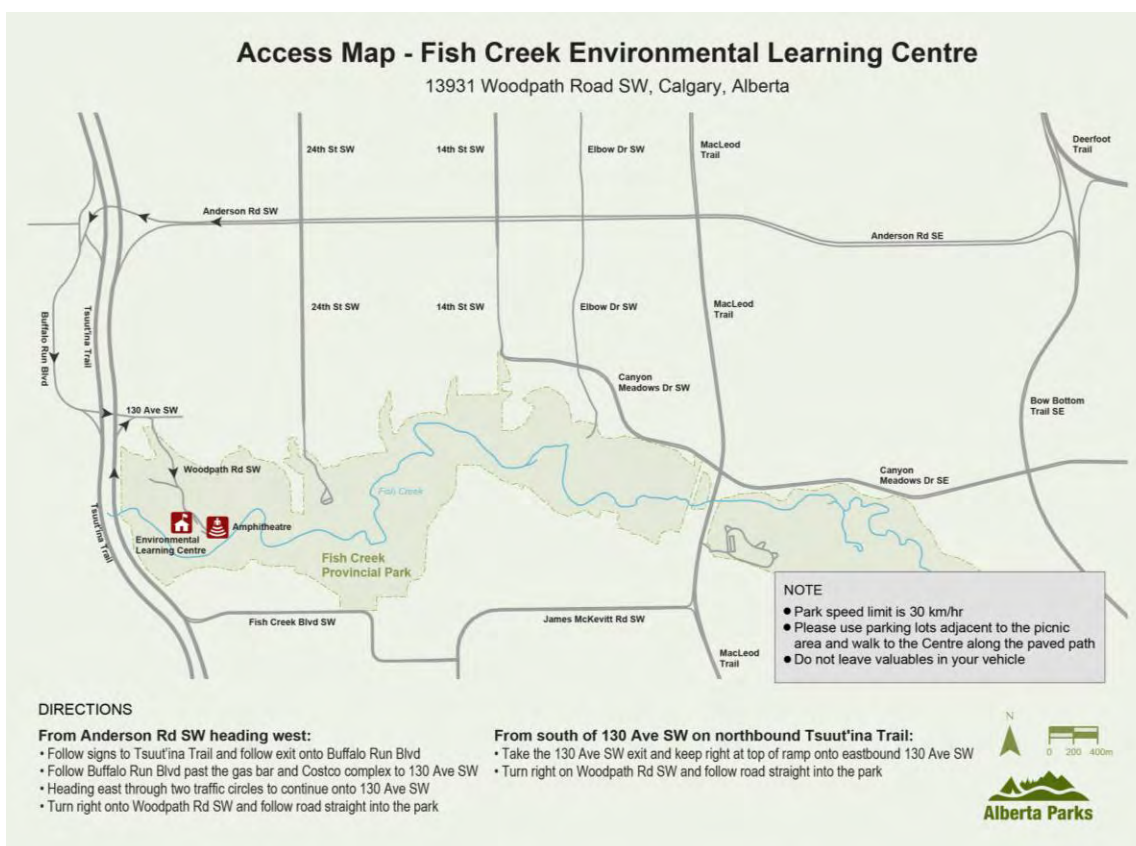 Access Map - Fish Creek Environmental Learning Centre
13931 Woodpath Road SW, Calgary, Alberta
24th St SW
14th St SW
Elbow Dr SW
MacLeod
Trail
Deerfoot
Trail
Anderson Rd SW
Anderson Rd SE
24th St SW
14th St SW
Elbow Dr SW
MacLeod
Trail
Buffalo Run Blvd
Tsuut'ina Trail
Canyon
Meadows Dr SW
130 Ave SW
Bow Bottom
Trail SE
Woodpath Rd SW
Canyon
Meadows Dr SE
Fish Creek
Tsuut'ina Trail
Amphitheatre
Environmental
Learning Centre
Fish Creek
Provincial Park
Fish Creek Blvd SW
James McKevitt Rd SW
MacLeod
Trail
NOTE
● Park speed limit is 30 km/hr
● Please use parking lots adjacent to the picnic
area and walk to the Centre along the paved path
● Do not leave valuables in your vehicle
DIRECTIONS
From Anderson Rd SW heading west:
• Follow signs to Tsuut'ina Trail and follow exit onto Buffalo Run Blvd
• Follow Buffalo Run Blvd past the gas bar and Costco complex to 130 Ave SW
• Heading east through two traffic circles to continue onto 130 Ave SW
• Turn right onto Woodpath Rd SW and follow road straight into the park
From south of 130 Ave SW on northbound Tsuut'ina Trail:
• Take the 130 Ave SW exit and keep right at top of ramp onto eastbound 130 Ave SW
• Turn right on Woodpath Rd SW and follow road straight into the park
N
0 200 400m
Alberta Parks